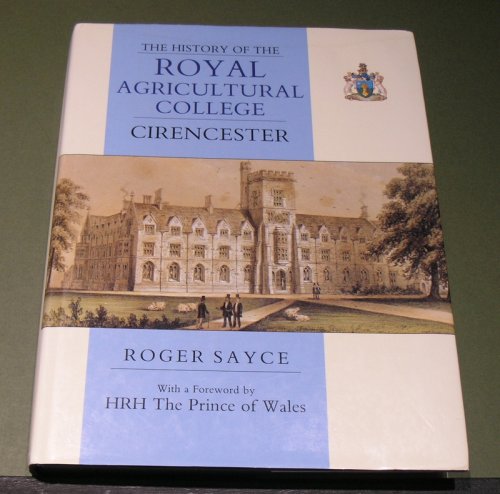 THE HISTORY OF THE
ROYAL
AGRICULTURAL
COLLEGE
CIRENCESTER
ROGER SAYCE
With a Foreword by
HRH The Prince of Wales